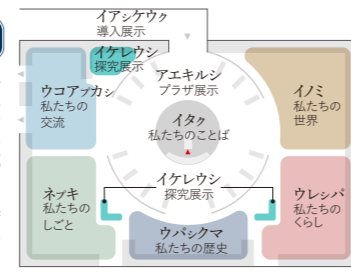 イアシケウㇰ
導入展示
イケレウシ
探究展示
アエキルシ
プラザ展示
ウコアㇷ゚カㇱ
私たちの
交流
イノミ
私たちの
世界
イタㇰ
私たちのことば
イケレウシ
探究展示
ネㇷ゚キ
私たちの
しごと
ウレㇱパ
私たちの
くらし
ウパㇱクマ
私たちの歴史